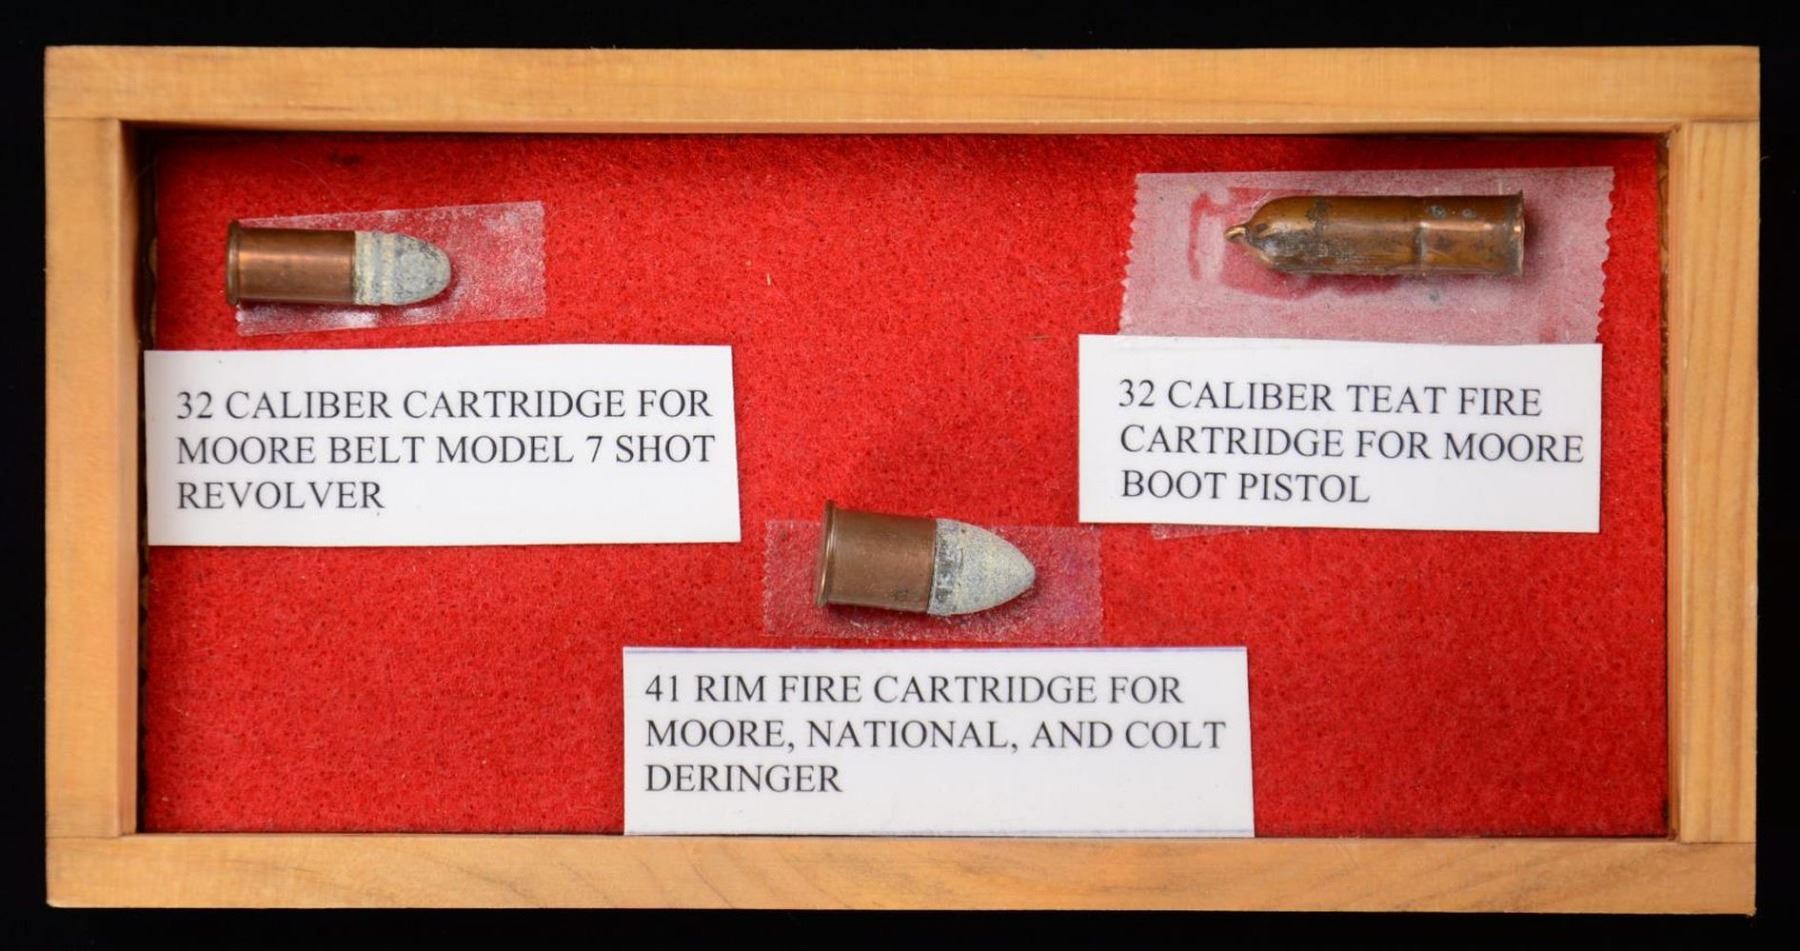 32 CALIBER CARTRIDGE FOR
MOORE BELT MODEL 7 SHOT
REVOLVER
32 CALIBER TEAT FIRE
CARTRIDGE FOR MOORE
BOOT PISTOL
41 RIM FIRE CARTRIDGE FOR
MOORE, NATIONAL, AND COLT
DERINGER